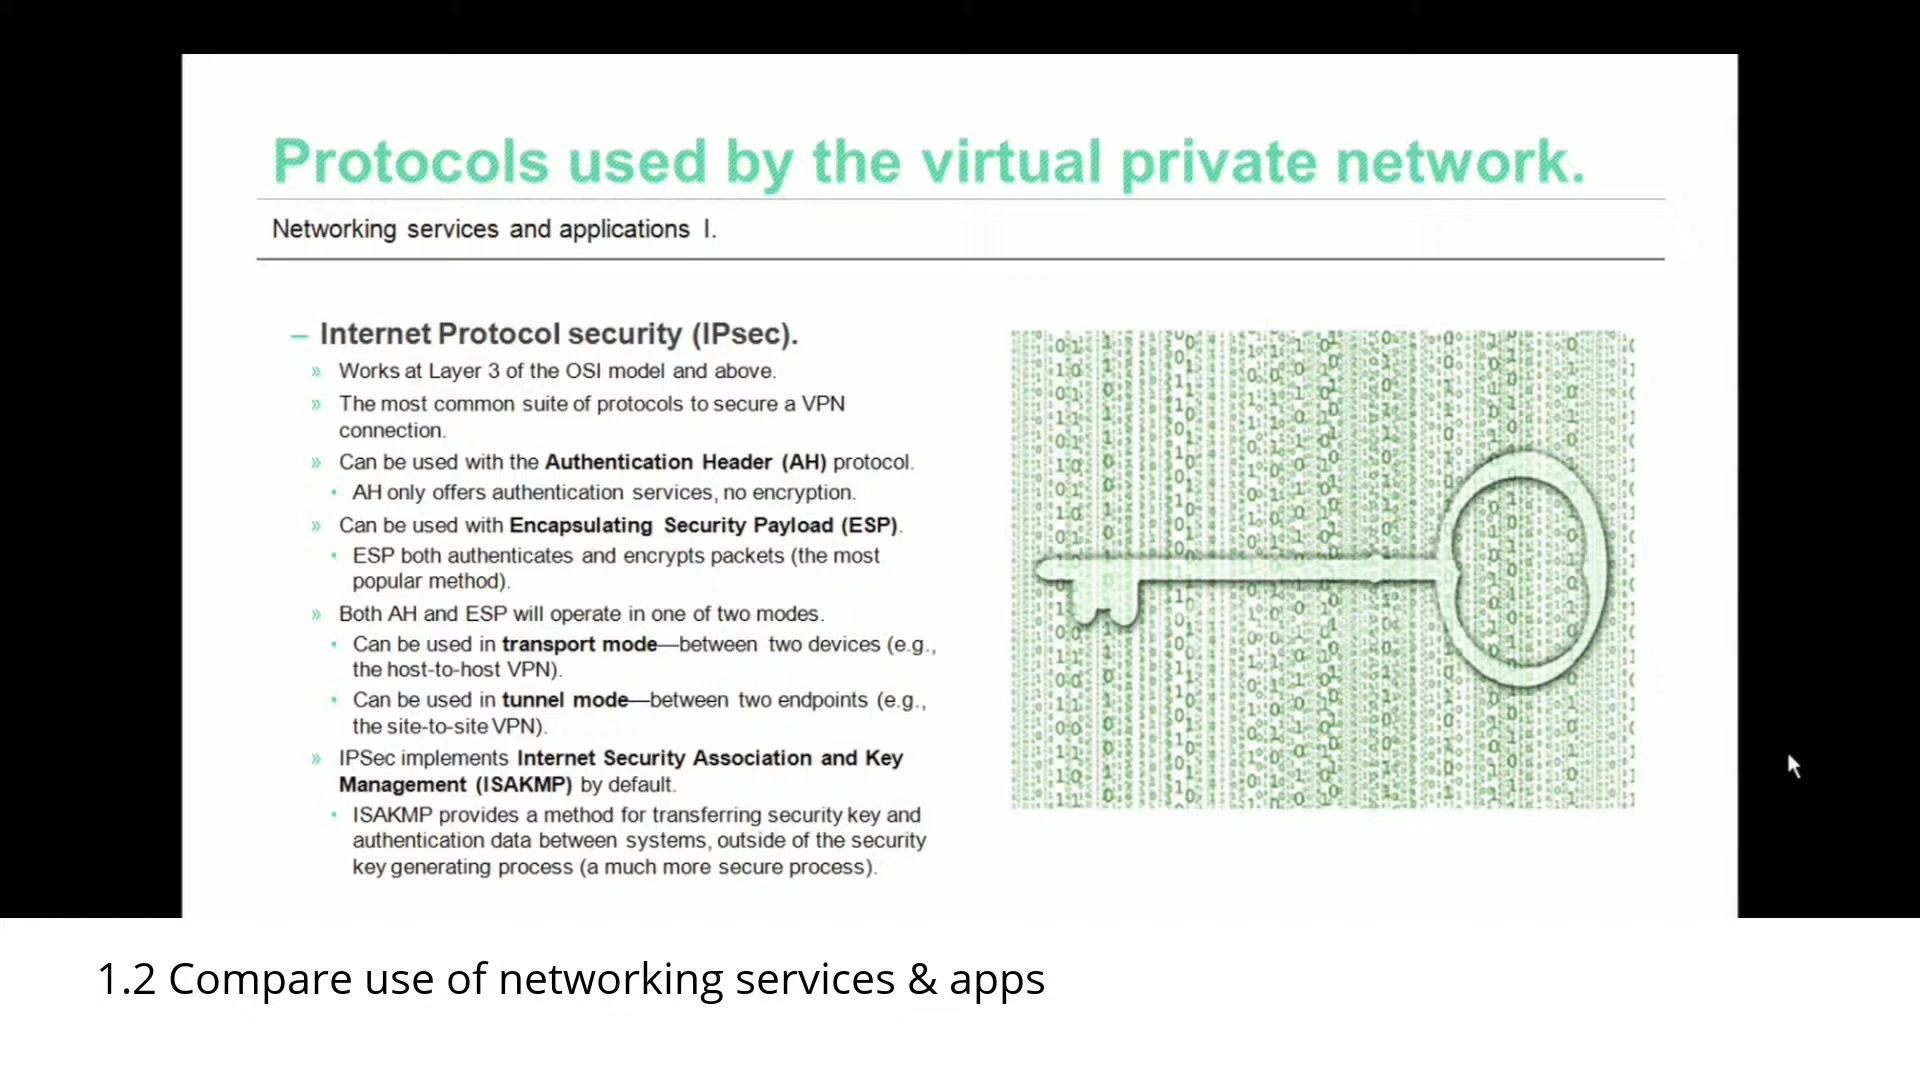 Protocols used by the virtual private network.
Networking services and applications I.
– Internet Protocol security (IPsec).
» Works at Layer 3 of the OSI model and above.
» The most common suite of protocols to secure a VPN
connection.
» Can be used with the Authentication Header (AH) protocol.
• AH only offers authentication services, no encryption.
» Can be used with Encapsulating Security Payload (ESP).
• ESP both authenticates and encrypts packets (the most
popular method).
» Both AH and ESP will operate in one of two modes.
• Can be used in transport mode—between two devices (e.g.,
the host-to-host VPN).
• Can be used in tunnel mode—between two endpoints (e.g.,
the site-to-site VPN).
» IPSec implements Internet Security Association and Key
Management (ISAKMP) by default.
• ISAKMP provides a method for transferring security key and
authentication data between systems, outside of the security
key generating process (a much more secure process).
1.2 Compare use of networking services & apps